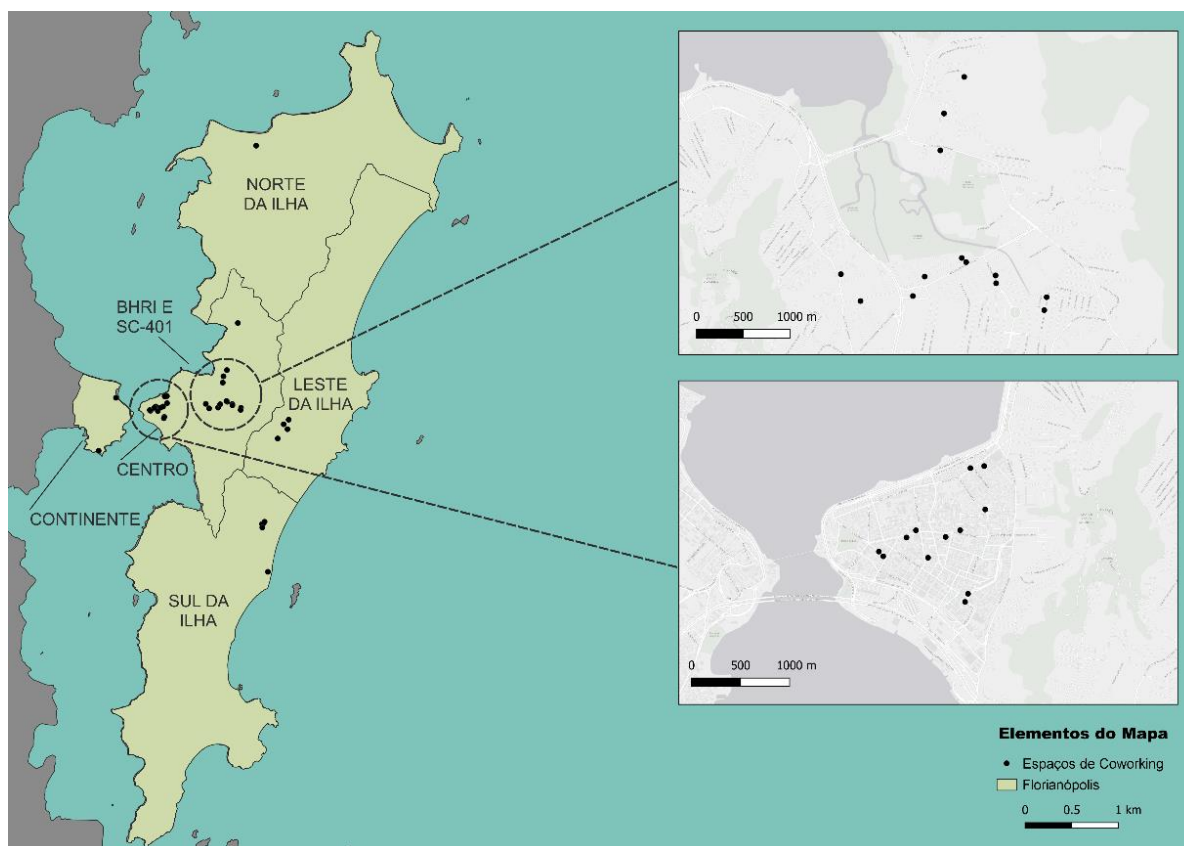 NORTE
DA ILHA
BHRI E
SC-401
LESTE
DA ILHA
CENTRO
CONTINENTE
SUL DA
ILHA
0 500 1000 m
0 500 1000 m
Elementos do Mapa
Espaços de Coworking
Florianópolis
0 0.5 1 km